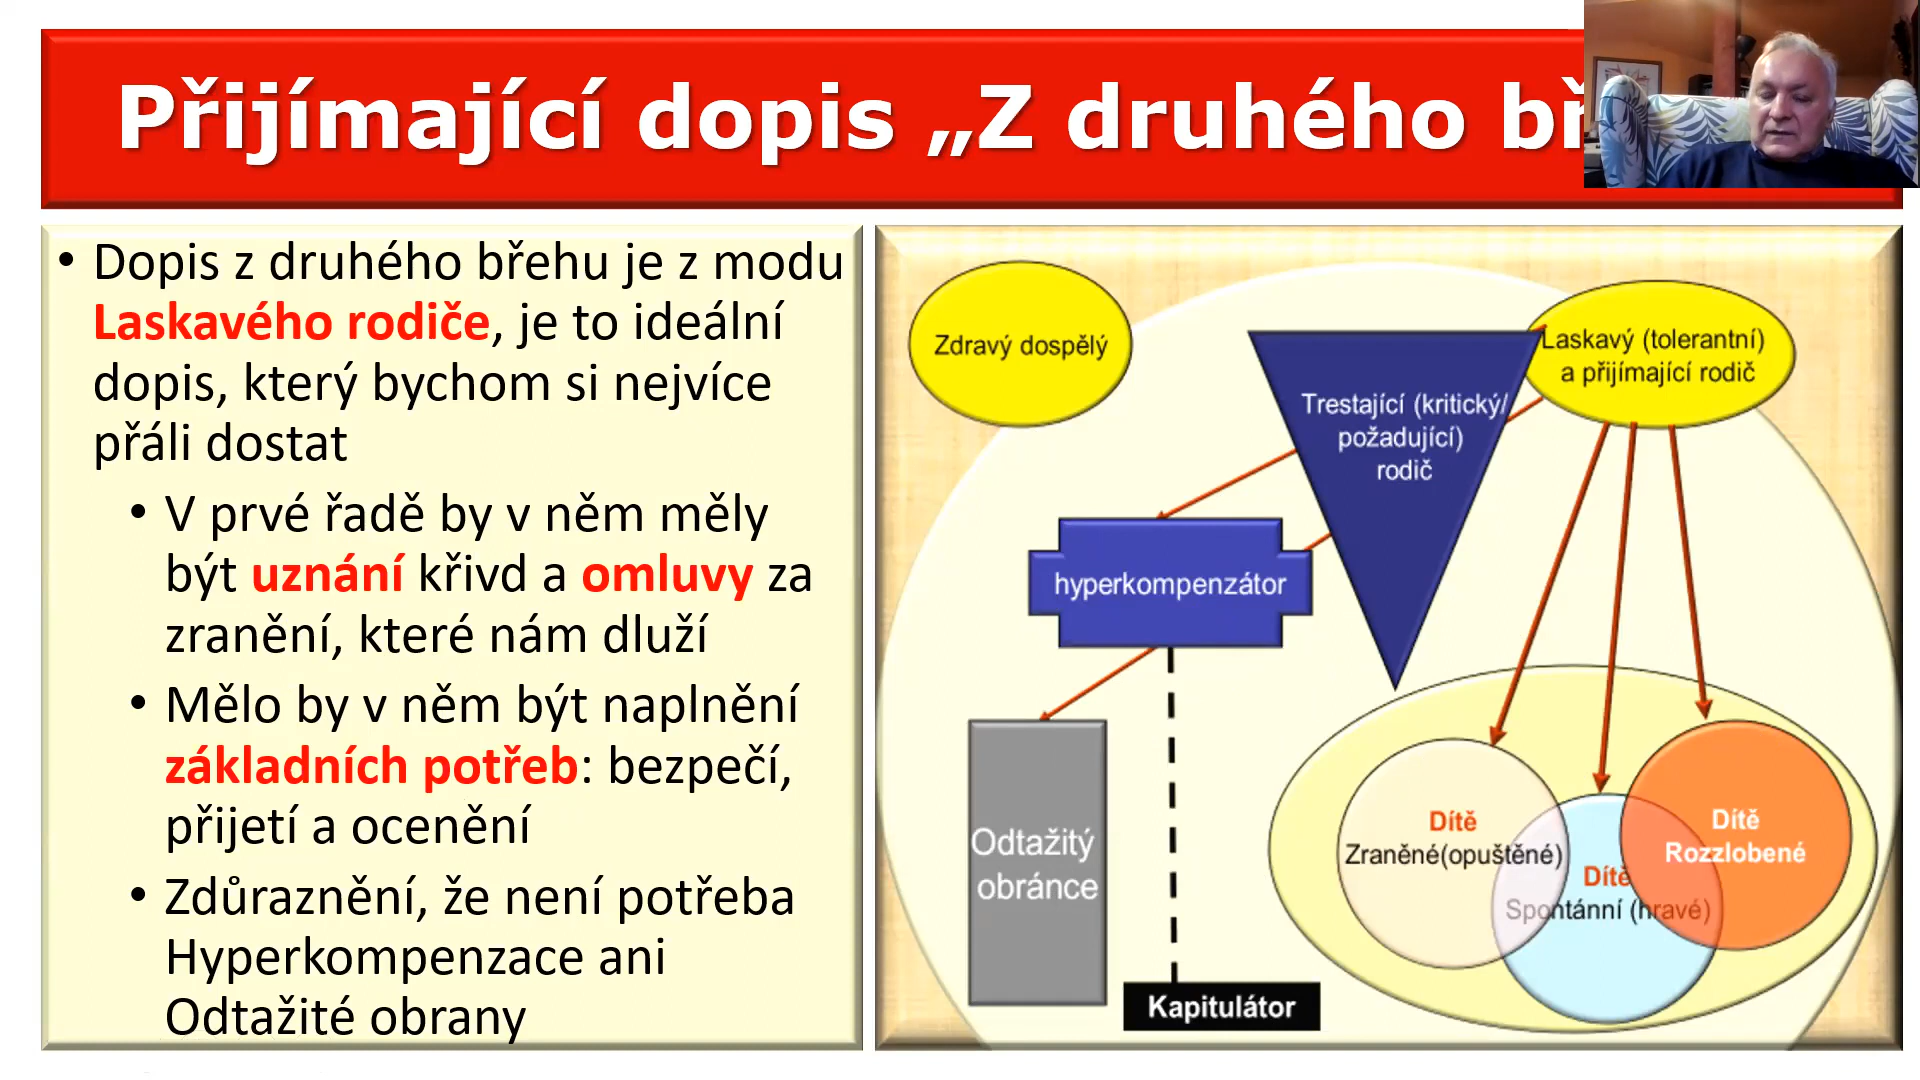 Přijímající dopis „Z druhého
• Dopis z druhého břehu je z modu
Laskavého rodiče, je to ideální
dopis, který bychom si nejvíce
přáli dostat
• V prvé řadě by v něm měly
být uznání křivd a omluvy za
zranění, které nám dluží
• Mělo by v něm být naplnění
základních potřeb: bezpečí,
přijetí a ocenění
• Zdůraznění, že není potřeba
Hyperkompenzace ani
Odtažité obrany
Zdravý dospělý
Trestající (kritický/
požadující)
rodič
Laskavý (tolerantní)
a přijímající rodič
hyperkompenzátor
Odtažitý
obránce
Kapitulátor
Dítě
Zraněné(opuštěné)
Dítě
Spontánní (hravé)
Dítě
Rozzlobené